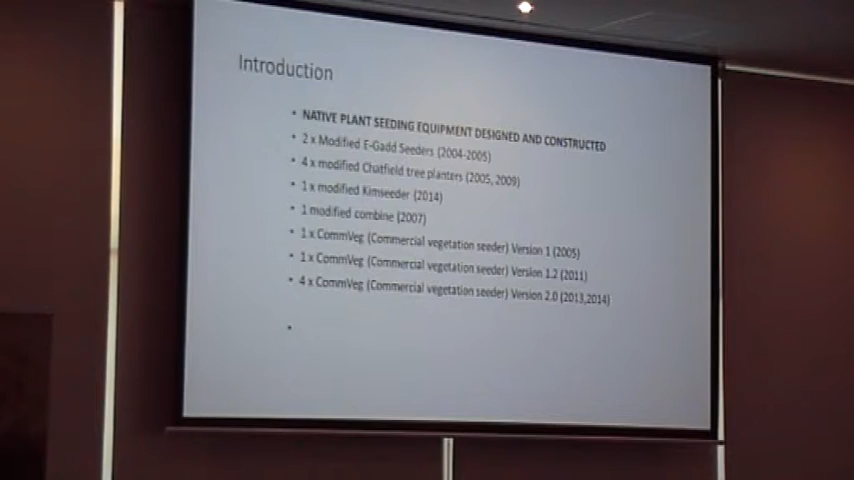 Introduction
• NATIVE PLANT SEEDING EQUIPMENT DESIGNED AND CONSTRUCTED
• 2 x Modified E-Gadd Seeders (2004-2005)
• 4 x modified Chatfield tree planters (2005, 2009)
• 1 x modified Kimseeder (2014)
• 1 modified combine (2007)
• 1 x CommVeg (Commercial vegetation seeder) Version 1 (2005)
• 1 x CommVeg (Commercial vegetation seeder) Version 1.2 (2011)
• 4 x CommVeg (Commercial vegetation seeder) Version 2.0 (2013,2014)
•